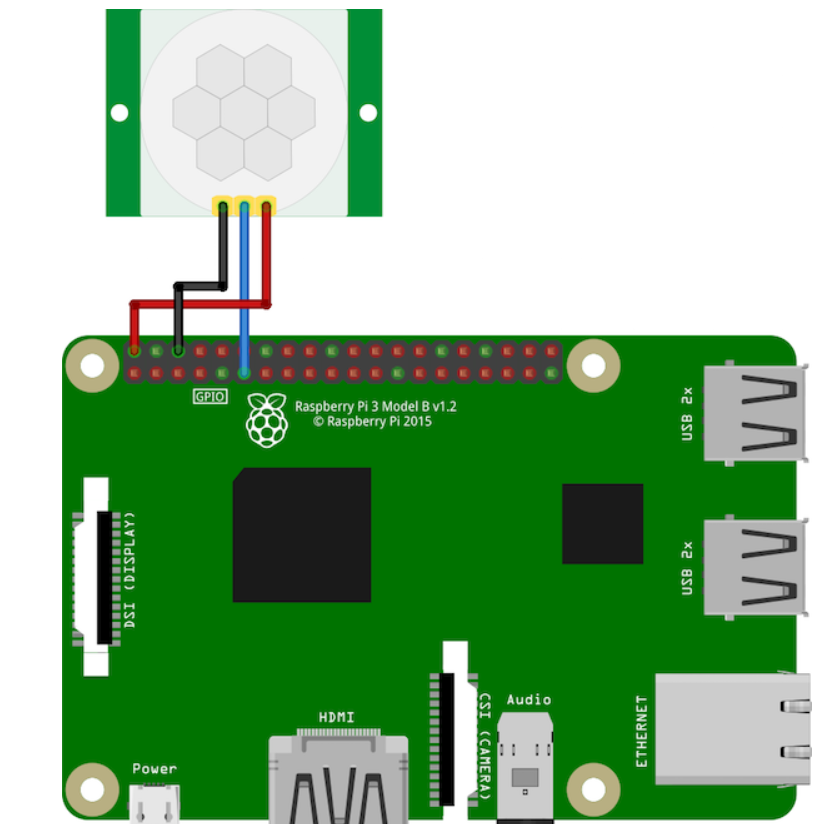 GPIO
Raspberry Pi 3 Model B v1.2
© Raspberry Pi 2015
USB 2x
DSI (DISPLAY)
USB 2x
CSI (CAMERA)
Audio
ETHERNET
HDMI
Power